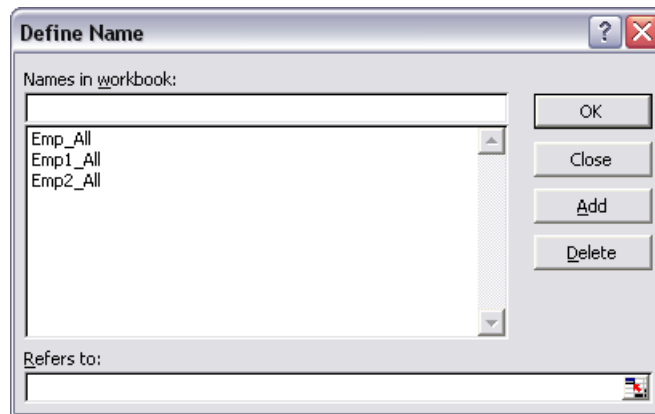 Define Name
Names in workbook:
OK
Emp_All
Emp1_All
Emp2_All
Close
Add
Delete
Refers to: